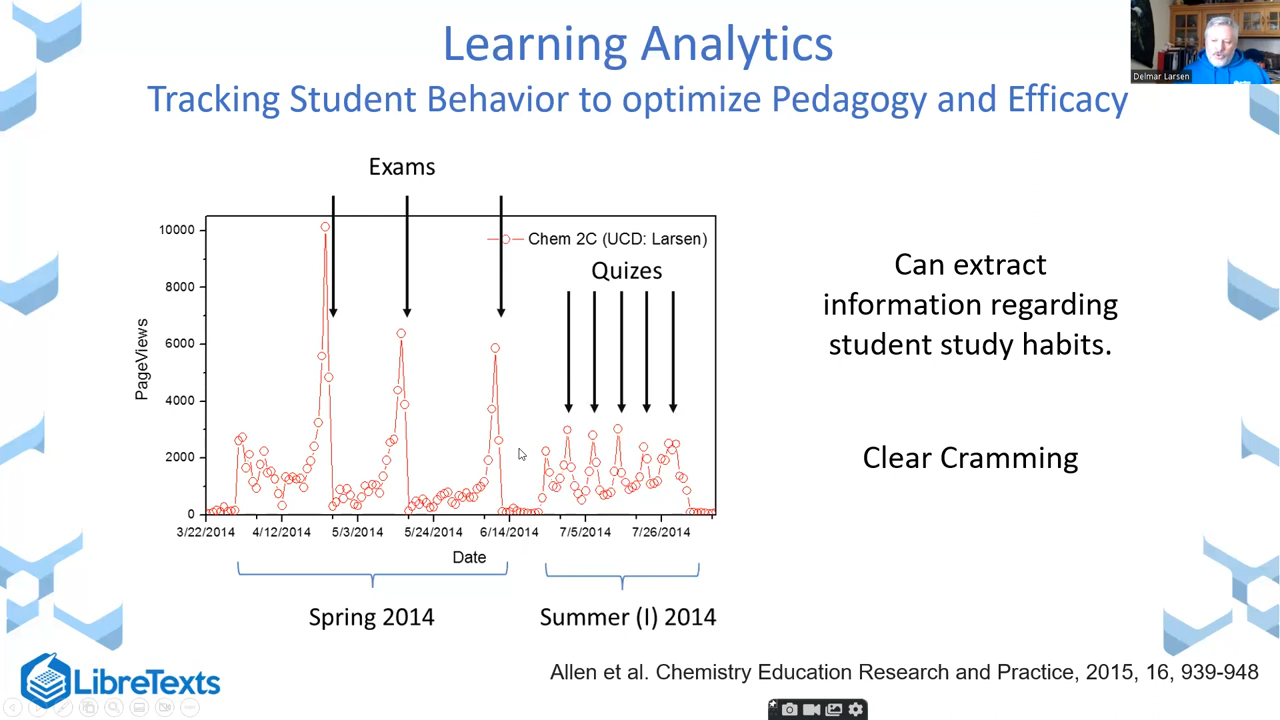 Learning Analytics
Tracking Student Behavior to optimize Pedagogy and Efficacy
Delmar Larsen
Exams
Chem 2C (UCD: Larsen)
Quizes
PageViews
10000
8000
6000
4000
2000
0
3/22/2014 4/12/2014 5/3/2014 5/24/2014 6/14/2014 7/5/2014 7/26/2014
Date
Spring 2014
Summer (I) 2014
Can extract
information regarding
student study habits.
Clear Cramming
Allen et al. Chemistry Education Research and Practice, 2015, 16, 939-948
LibreTexts